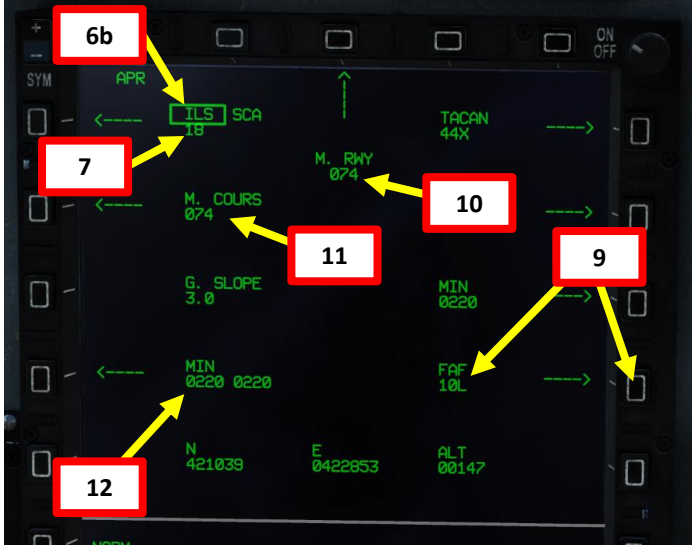 6b
ON
OFF
SYM
APR
ILS SCA
18
TACAN
44X
7
M. RWY
074
10
M. COURS
074
11
9
G. SLOPE
3.0
MIN
0220
MIN
0220 0220
FAF
10L
12
N
421039
E
0422853
ALT
00147
NORM